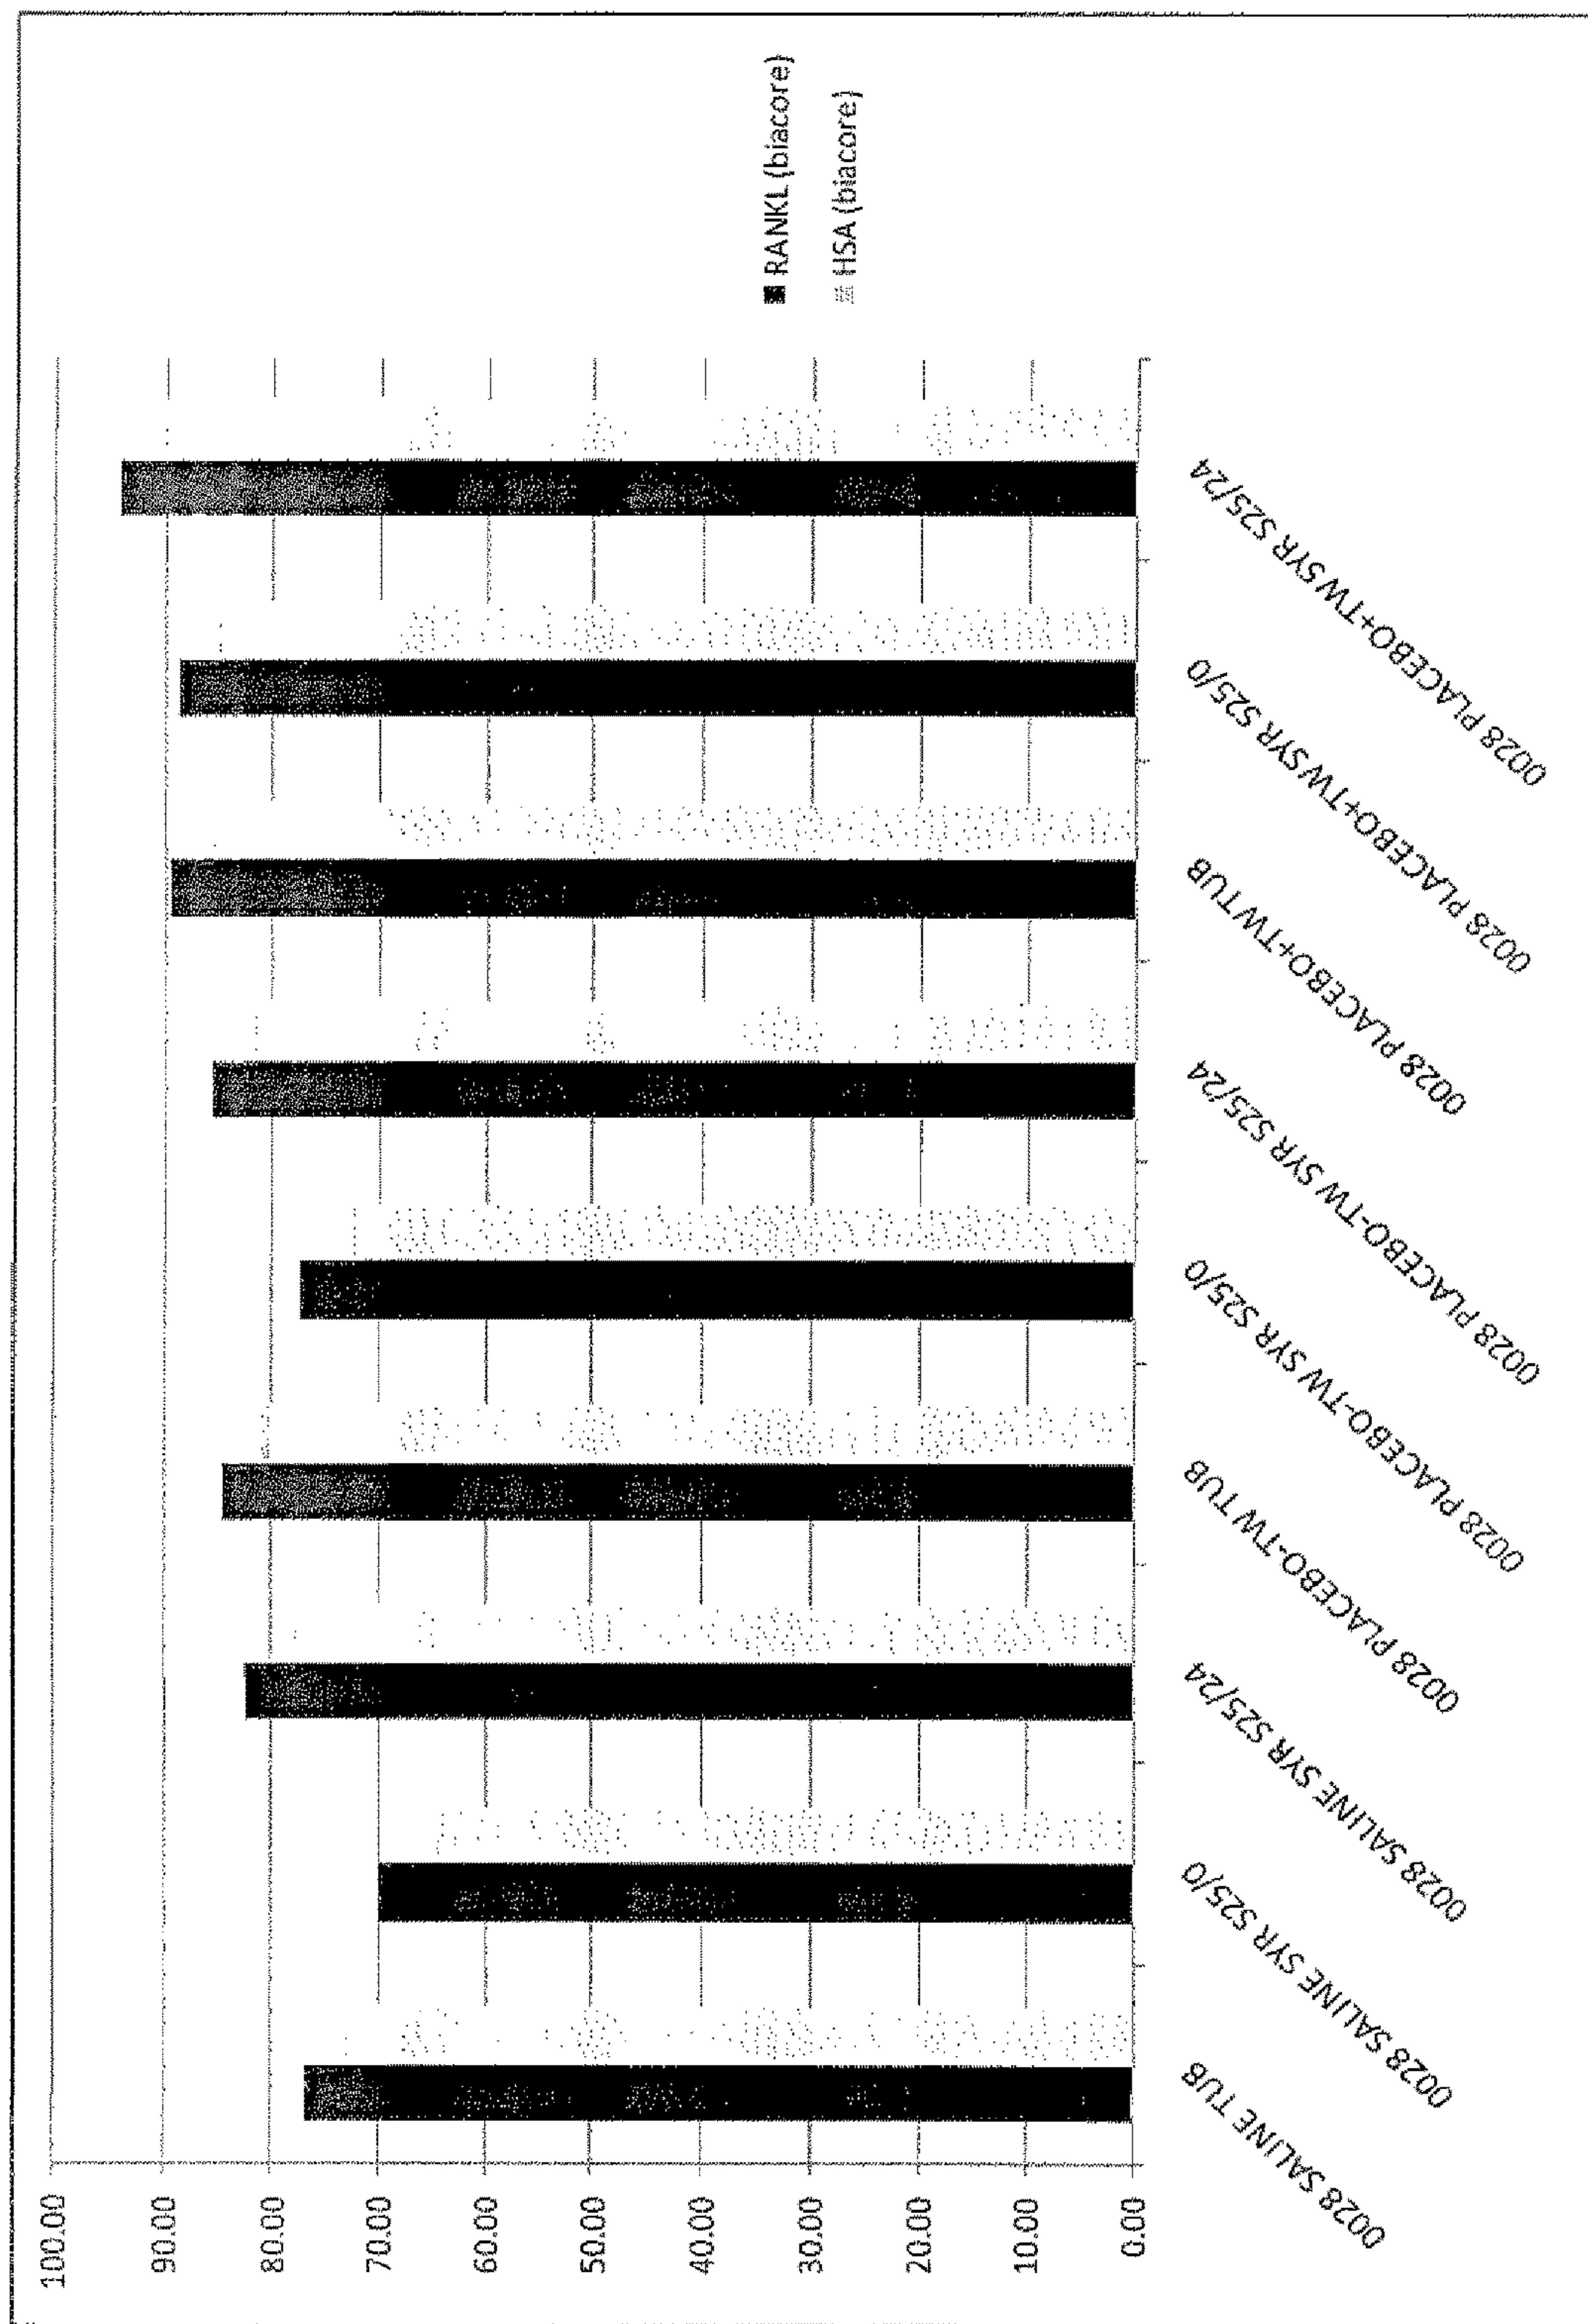 100.00
90.00
80.00
70.00
60.00
50.00
40.00
30.00
20.00
10.00
0.00
0028 SALINE TUB
0028 SALINE SYR S25/0
0028 SALINE SYR S25/24
0028 PLACEBO-TW TUB
0028 PLACEBO-TW SYR S25/0
0028 PLACEBO-TW SYR S25/24
0028 PLACEBO+TW TUB
0028 PLACEBO+TW SYR S25/0
0028 PLACEBO+TW SYR S25/24
RANKL (biacore)
HSA (biacore)